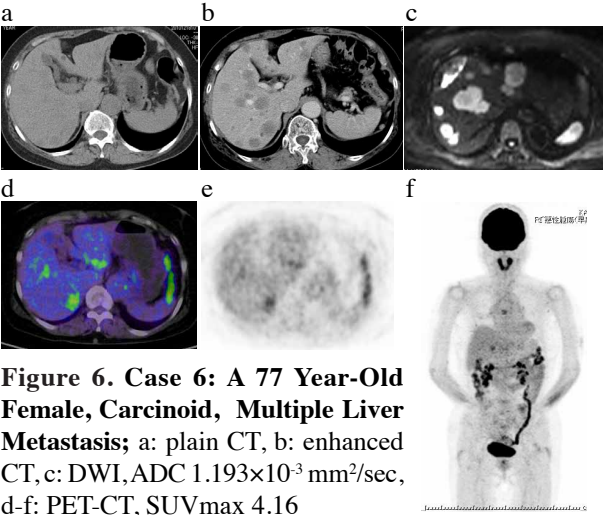 a
b
c
d
e
f
Figure 6. Case 6: A 77 Year-Old
Female, Carcinoid, Multiple Liver
Metastasis; a: plain CT, b: enhanced
CT, c: DWI, ADC 1.193×10-3 mm2/sec,
d-f: PET-CT, SUVmax 4.16